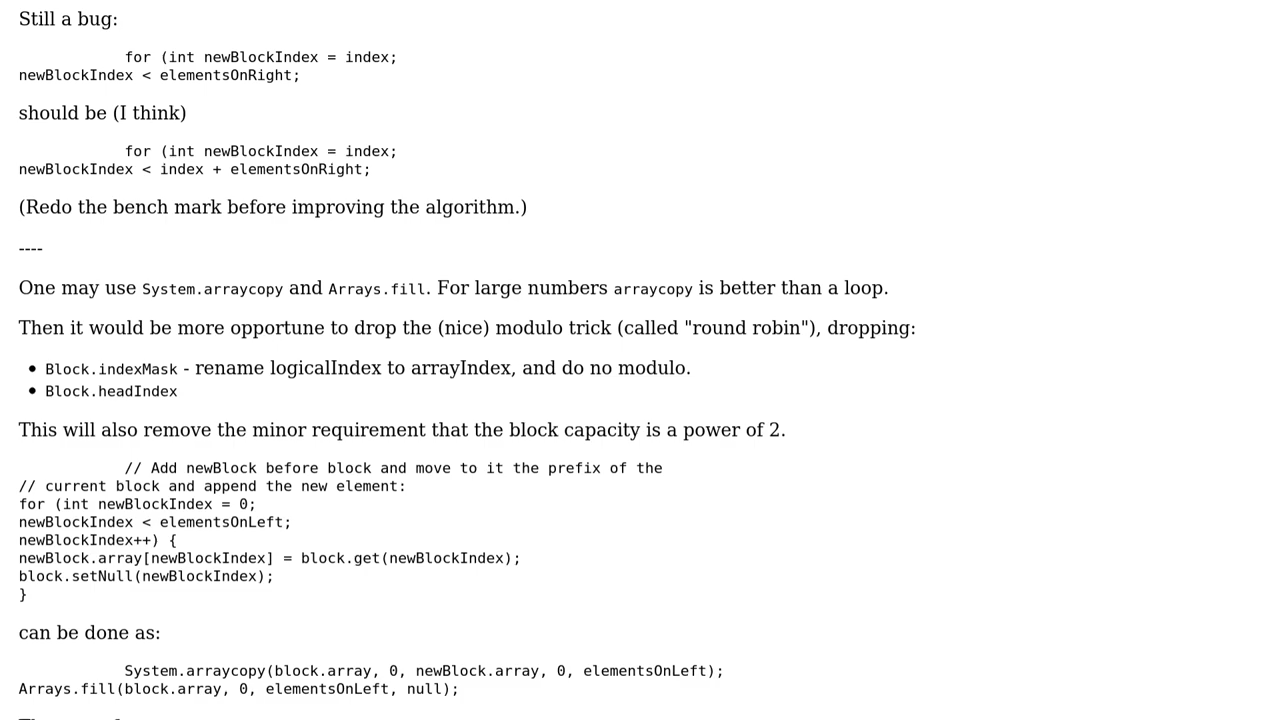 Still a bug:
for (int newBlockIndex = index;
newBlockIndex < elementsOnRight;
should be (I think)
for (int newBlockIndex = index;
newBlockIndex < index + elementsOnRight;
(Redo the bench mark before improving the algorithm.)
----
One may use System.arraycopy and Arrays.fill. For large numbers arraycopy is better than a loop.
Then it would be more opportune to drop the (nice) modulo trick (called "round robin"), dropping:
• Block.indexMask - rename logicalIndex to arrayIndex, and do no modulo.
• Block.headIndex
This will also remove the minor requirement that the block capacity is a power of 2.
// Add newBlock before block and move to it the prefix of the
// current block and append the new element:
for (int newBlockIndex = 0;
newBlockIndex < elementsOnLeft;
newBlockIndex++) {
newBlock.array[newBlockIndex] = block.get(newBlockIndex);
block.setNull(newBlockIndex);
}
can be done as:
System.arraycopy(block.array, 0, newBlock.array, 0, elementsOnLeft);
Arrays.fill(block.array, 0, elementsOnLeft, null);